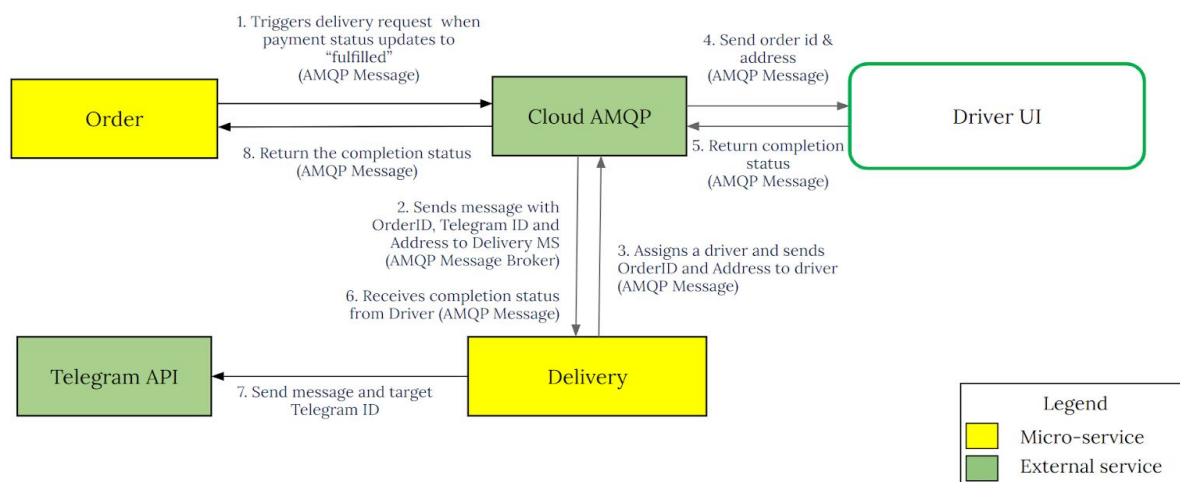 1. Triggers delivery request when
payment status updates to
“fulfilled”
(AMQP Message)
4. Send order id &
address
(AMQP Message)
Order
Cloud AMQP
Driver UI
8. Return the completion status
(AMQP Message)
5. Return completion
status
(AMQP Message)
2. Sends message with
OrderID, Telegram ID and
Address to Delivery MS
(AMQP Message Broker)
3. Assigns a driver and sends
OrderID and Address to driver
(AMQP Message)
6. Receives completion status
from Driver (AMQP Message)
Telegram API
Delivery
7. Send message and target
Telegram ID
Legend
Micro-service
External service